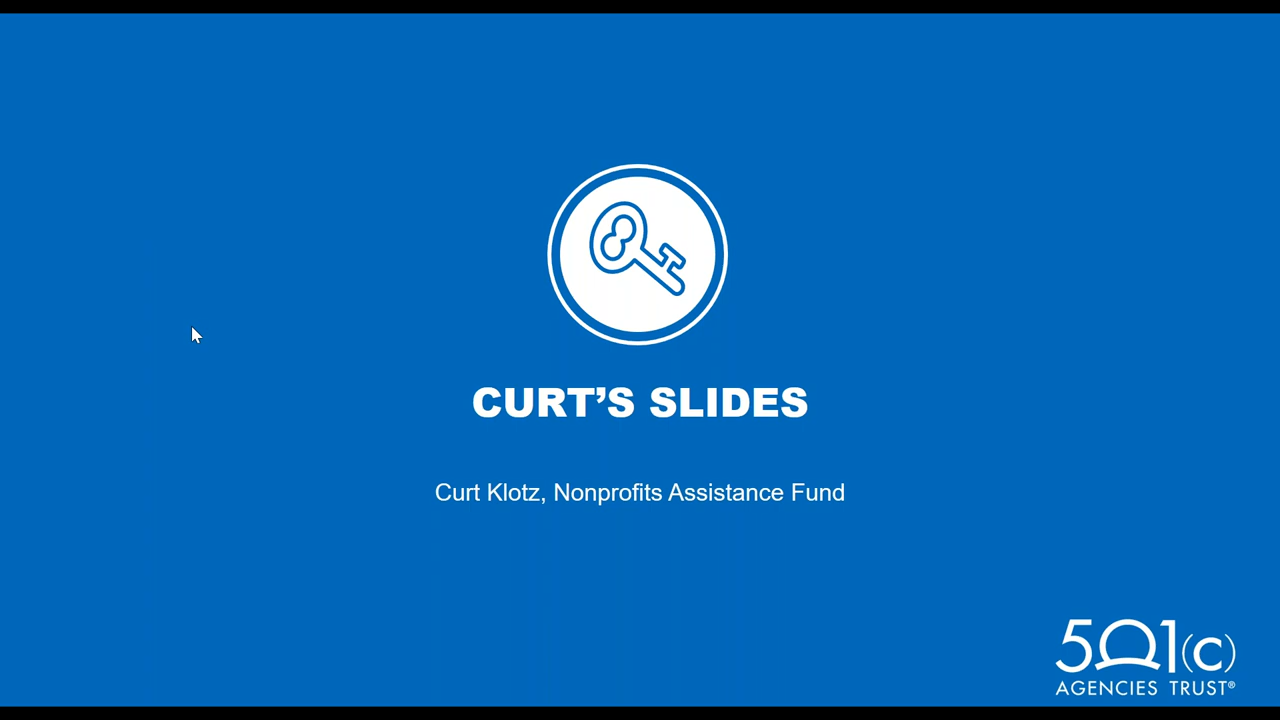 CURT’S SLIDES
Curt Klotz, Nonprofits Assistance Fund
501(c)
AGENCIES TRUST®